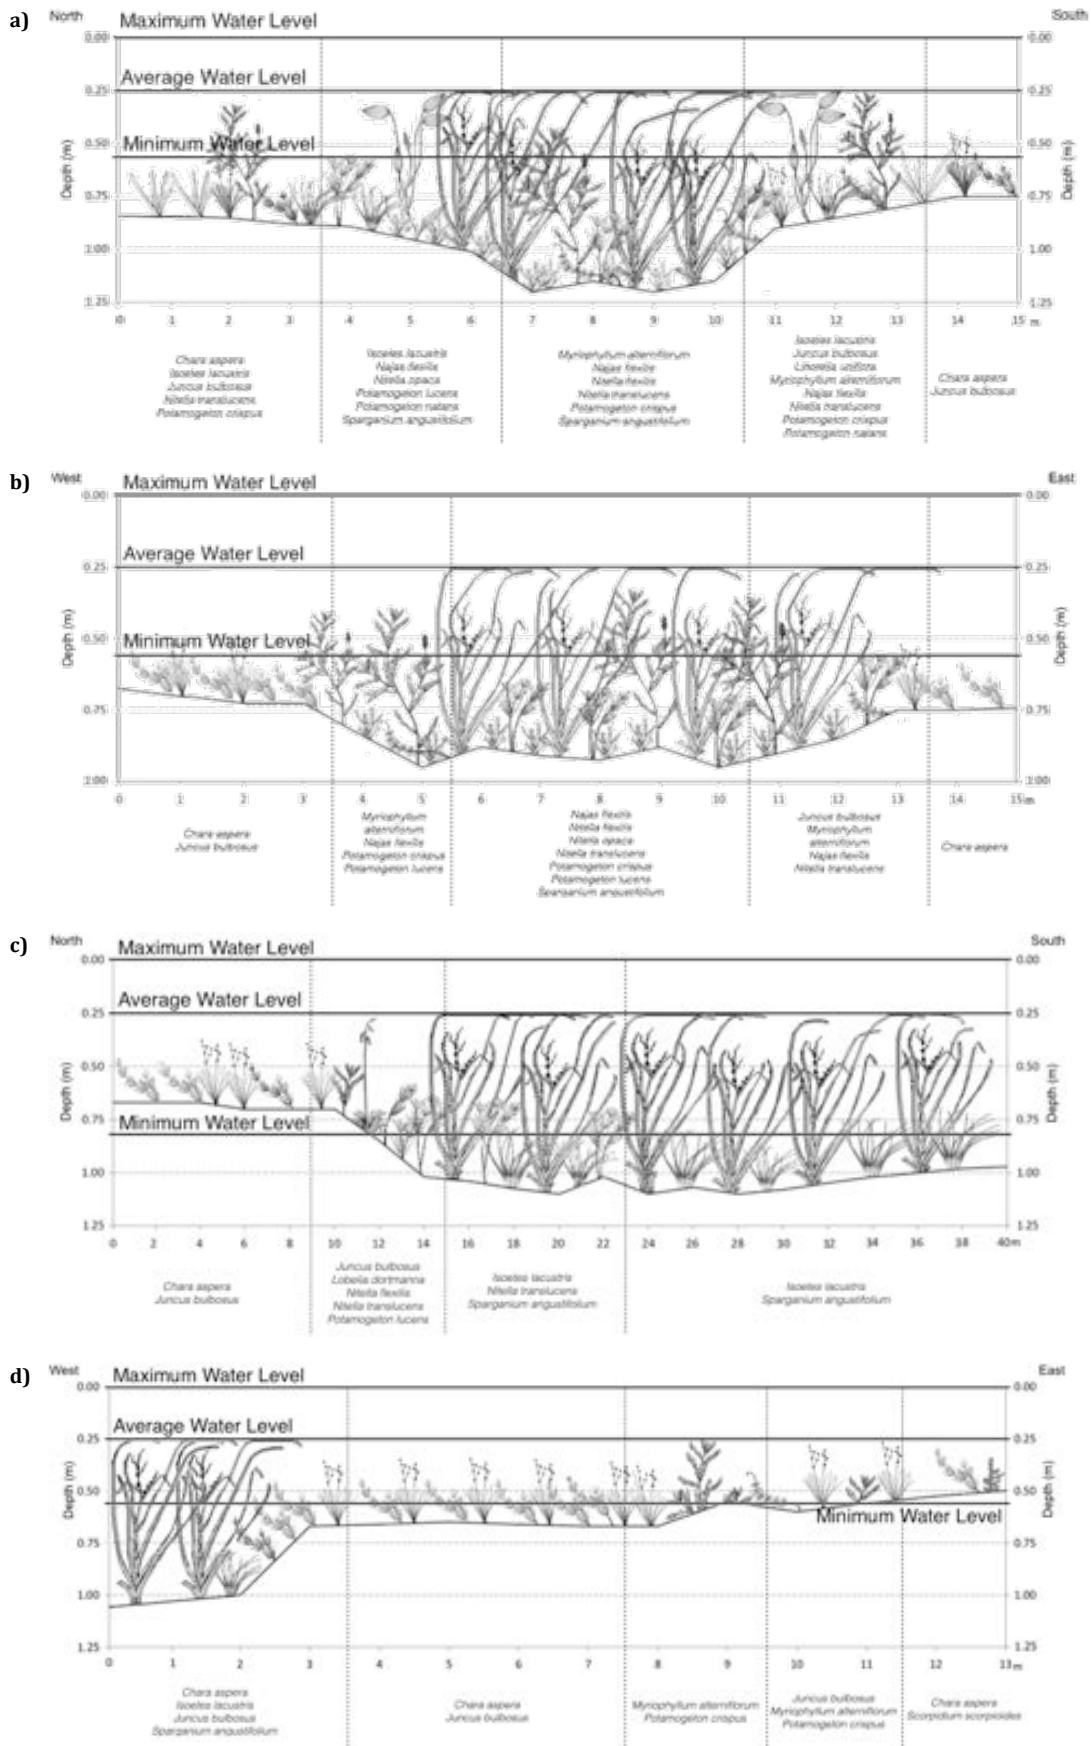 a)
North
South
Maximum Water Level
0.00 0.00
Average Water Level
0.25 0.25
0.50 0.50
Minimum Water Level
Depth (m) Depth (m)
0.75 0.75
1.00 1.00
1.25 1.25
0 1 2 3 4 5 6 7 8 9 10 11 12 13 14 15 m
Chara aspera
Isoetes lacustris
Juncus bulbosus
Nitella translucens
Potamogeton crispus
Isoetes lacustris
Najas flexilis
Nitella opaca
Potamogeton lucens
Potamogeton natans
Sparganium angustifolium
Myriophyllum alterniflorum
Najas flexilis
Nitella flexilis
Nitella translucens
Potamogeton crispus
Sparganium angustifolium
Isoetes lacustris
Juncus bulbosus
Myriophyllum alterniflorum
Najas flexilis
Nitella translucens
Potamogeton crispus
Potamogeton natans
Chara aspera
Juncus bulbosus
b)
West
East
Maximum Water Level
0.00 0.00
Average Water Level
0.25 0.25
Minimum Water Level
0.50 0.50
Depth (m) Depth (m)
0.75 0.75
1.00 1.00
0 1 2 3 4 5 6 7 8 9 10 11 12 13 14 15 m
Chara aspera
Juncus bulbosus
Myriophyllum
alterniflorum
Najas flexilis
Potamogeton crispus
Potamogeton lucens
Najas flexilis
Nitella flexilis
Nitella opaca
Nitella translucens
Potamogeton crispus
Potamogeton lucens
Sparganium angustifolium
Juncus bulbosus
Myriophyllum
alterniflorum
Najas flexilis
Nitella translucens
Chara aspera
c)
North
South
Maximum Water Level
0.00 0.00
Average Water Level
0.25 0.25
0.50 0.50
Depth (m) Depth (m)
0.75 0.75
Minimum Water Level
1.00 1.00
1.25 1.25
0 2 4 6 8 10 12 14 16 18 20 22 24 26 28 30 32 34 36 38 40 m
Chara aspera
Juncus bulbosus
Juncus bulbosus
Lobelia dortmanna
Nitella flexilis
Nitella translucens
Potamogeton lucens
Isoetes lacustris
Nitella translucens
Sparganium angustifolium
Isoetes lacustris
Sparganium angustifolium
d)
West
East
Maximum Water Level
0.00 0.00
Average Water Level
0.25 0.25
0.50 0.50
Minimum Water Level
Depth (m) Depth (m)
0.75 0.75
1.00 1.00
1.25 1.25
0 1 2 3 4 5 6 7 8 9 10 11 12 13 m
Chara aspera
Isoetes lacustris
Juncus bulbosus
Sparganium angustifolium
Chara aspera
Juncus bulbosus
Myriophyllum alterniflorum
Potamogeton crispus
Juncus bulbosus
Myriophyllum alterniflorum
Potamogeton crispus
Chara aspera
Scorpidium scorpioides